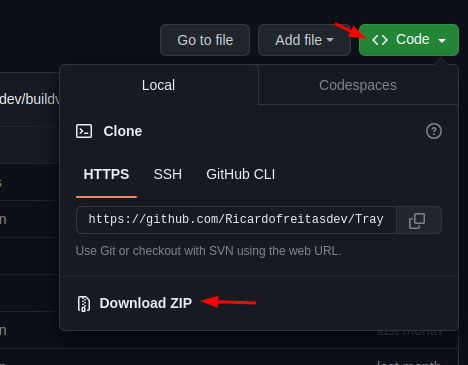 Go to file
Add file
Code
dev/build
Local
Codespaces
Clone
HTTPS
SSH
GitHub CLI
https://github.com/Ricardofreitasdev/Tray
Use Git or checkout with SVN using the web URL.
Download ZIP
last month
last month